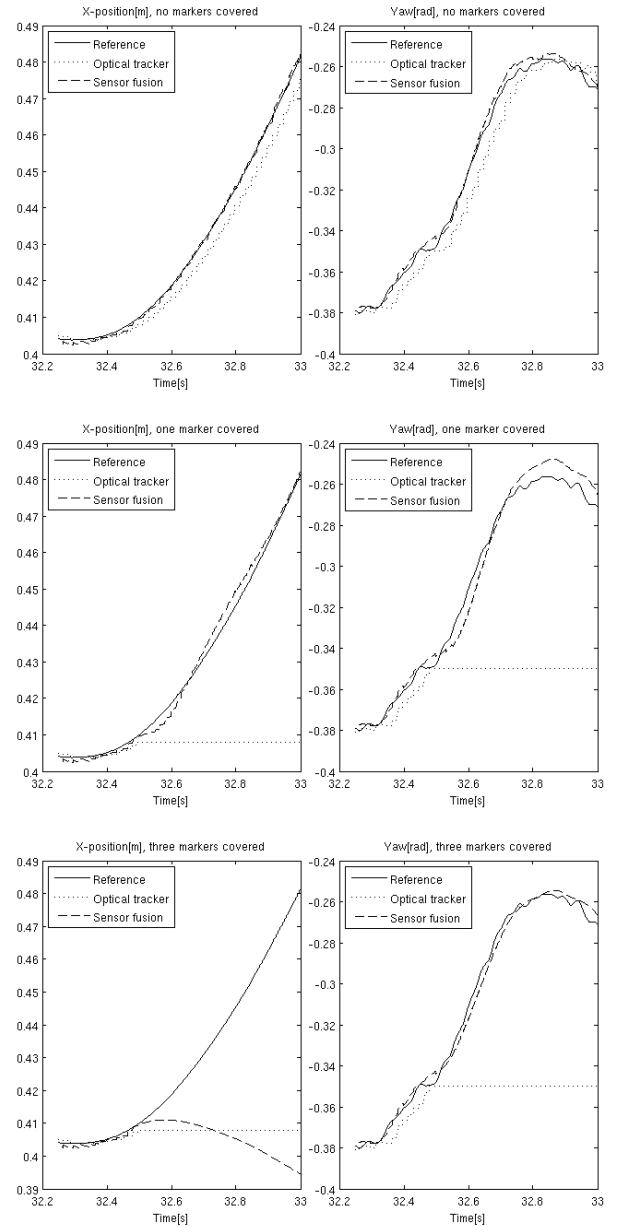 X-position[m], no markers covered
Reference
Optical tracker
Sensor fusion
0.49
0.48
0.47
0.46
0.45
0.44
0.43
0.42
0.41
0.4
32.2
32.4
32.6
32.8
33
Time[s]
Yaw[rad], no markers covered
Reference
Optical tracker
Sensor fusion
-0.24
-0.26
-0.28
-0.3
-0.32
-0.34
-0.36
-0.38
-0.4
32.2
32.4
32.6
32.8
33
Time[s]
X-position[m], one marker covered
Reference
Optical tracker
Sensor fusion
0.49
0.48
0.47
0.46
0.45
0.44
0.43
0.42
0.41
0.4
32.2
32.4
32.6
32.8
33
Time[s]
Yaw[rad], one marker covered
Reference
Optical tracker
Sensor fusion
-0.24
-0.26
-0.28
-0.3
-0.32
-0.34
-0.36
-0.38
-0.4
32.2
32.4
32.6
32.8
33
Time[s]
X-position[m], three markers covered
Reference
Optical tracker
Sensor fusion
0.49
0.48
0.47
0.46
0.45
0.44
0.43
0.42
0.41
0.4
0.39
32.2
32.4
32.6
32.8
33
Time[s]
Yaw[rad], three markers covered
Reference
Optical tracker
Sensor fusion
-0.24
-0.26
-0.28
-0.3
-0.32
-0.34
-0.36
-0.38
-0.4
32.2
32.4
32.6
32.8
33
Time[s]